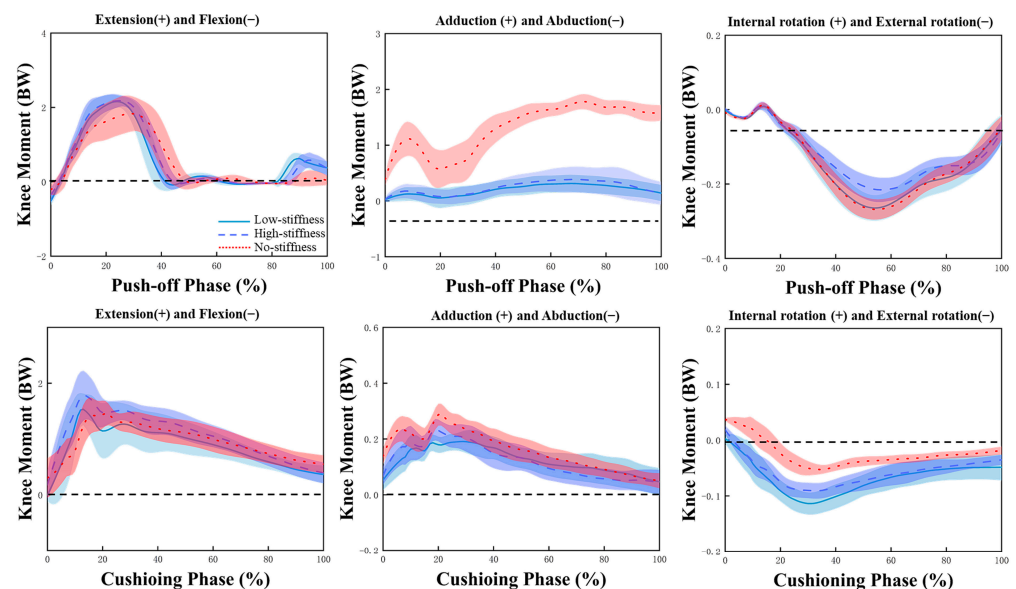 Extension(+) and Flexion(−)
Knee Moment (BW)
4
2
0
−2
0
20
40
60
80
100
Low-stiffness
High-stiffness
No-stiffness
Push-off Phase (%)
Adduction (+) and Abduction(−)
Knee Moment (BW)
3
2
1
0
−1
0
20
40
60
80
100
Push-off Phase (%)
Internal rotation (+) and External rotation(−)
Knee Moment (BW)
0.2
0.0
−0.2
−0.4
0
20
40
60
80
100
Push-off Phase (%)
Extension(+) and Flexion(−)
Knee Moment (BW)
2
0
0
20
40
60
80
100
Cushioing Phase (%)
Adduction (+) and Abduction(−)
Knee Moment (BW)
0.6
0.4
0.2
0.0
−0.2
0
20
40
60
80
100
Cushioing Phase (%)
Internal rotation (+) and External rotation(−)
Knee Moment (BW)
0.2
0.1
0.0
−0.1
−0.2
0
20
40
60
80
100
Cushioning Phase (%)